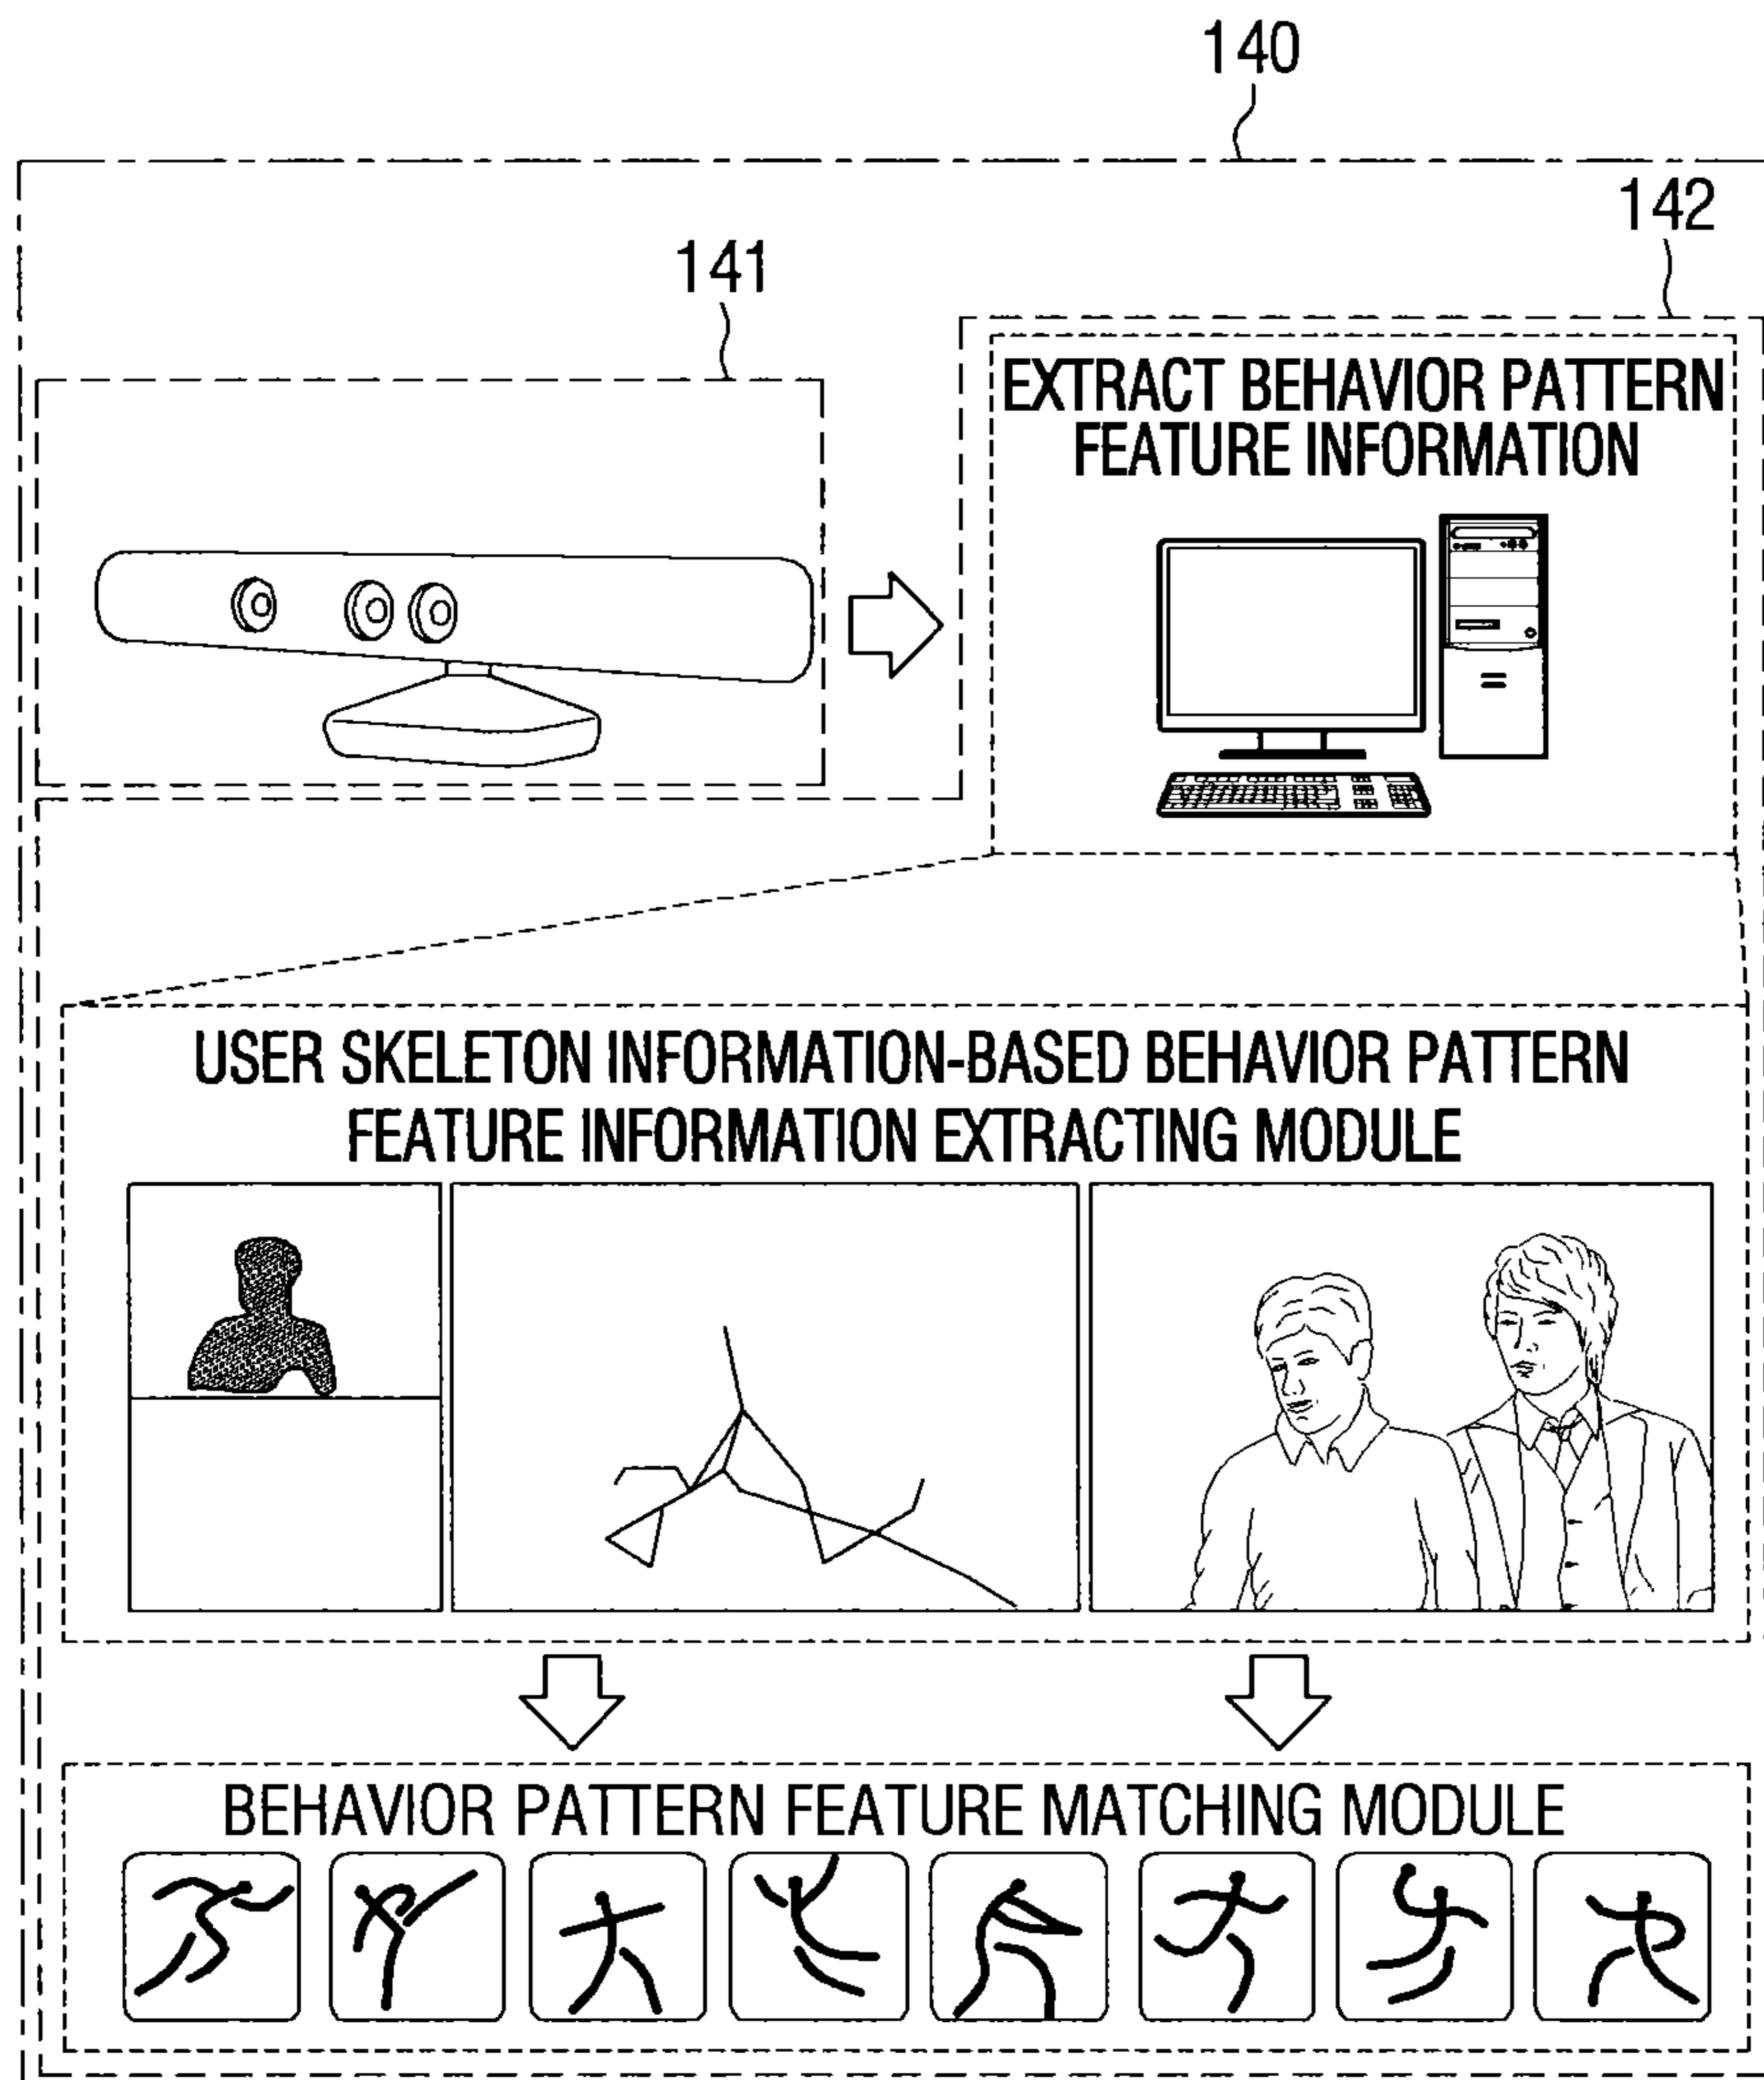 140
142
141
EXTRACT BEHAVIOR PATTERN
FEATURE INFORMATION
USER SKELETON INFORMATION-BASED BEHAVIOR PATTERN
FEATURE INFORMATION EXTRACTING MODULE
BEHAVIOR PATTERN FEATURE MATCHING MODULE